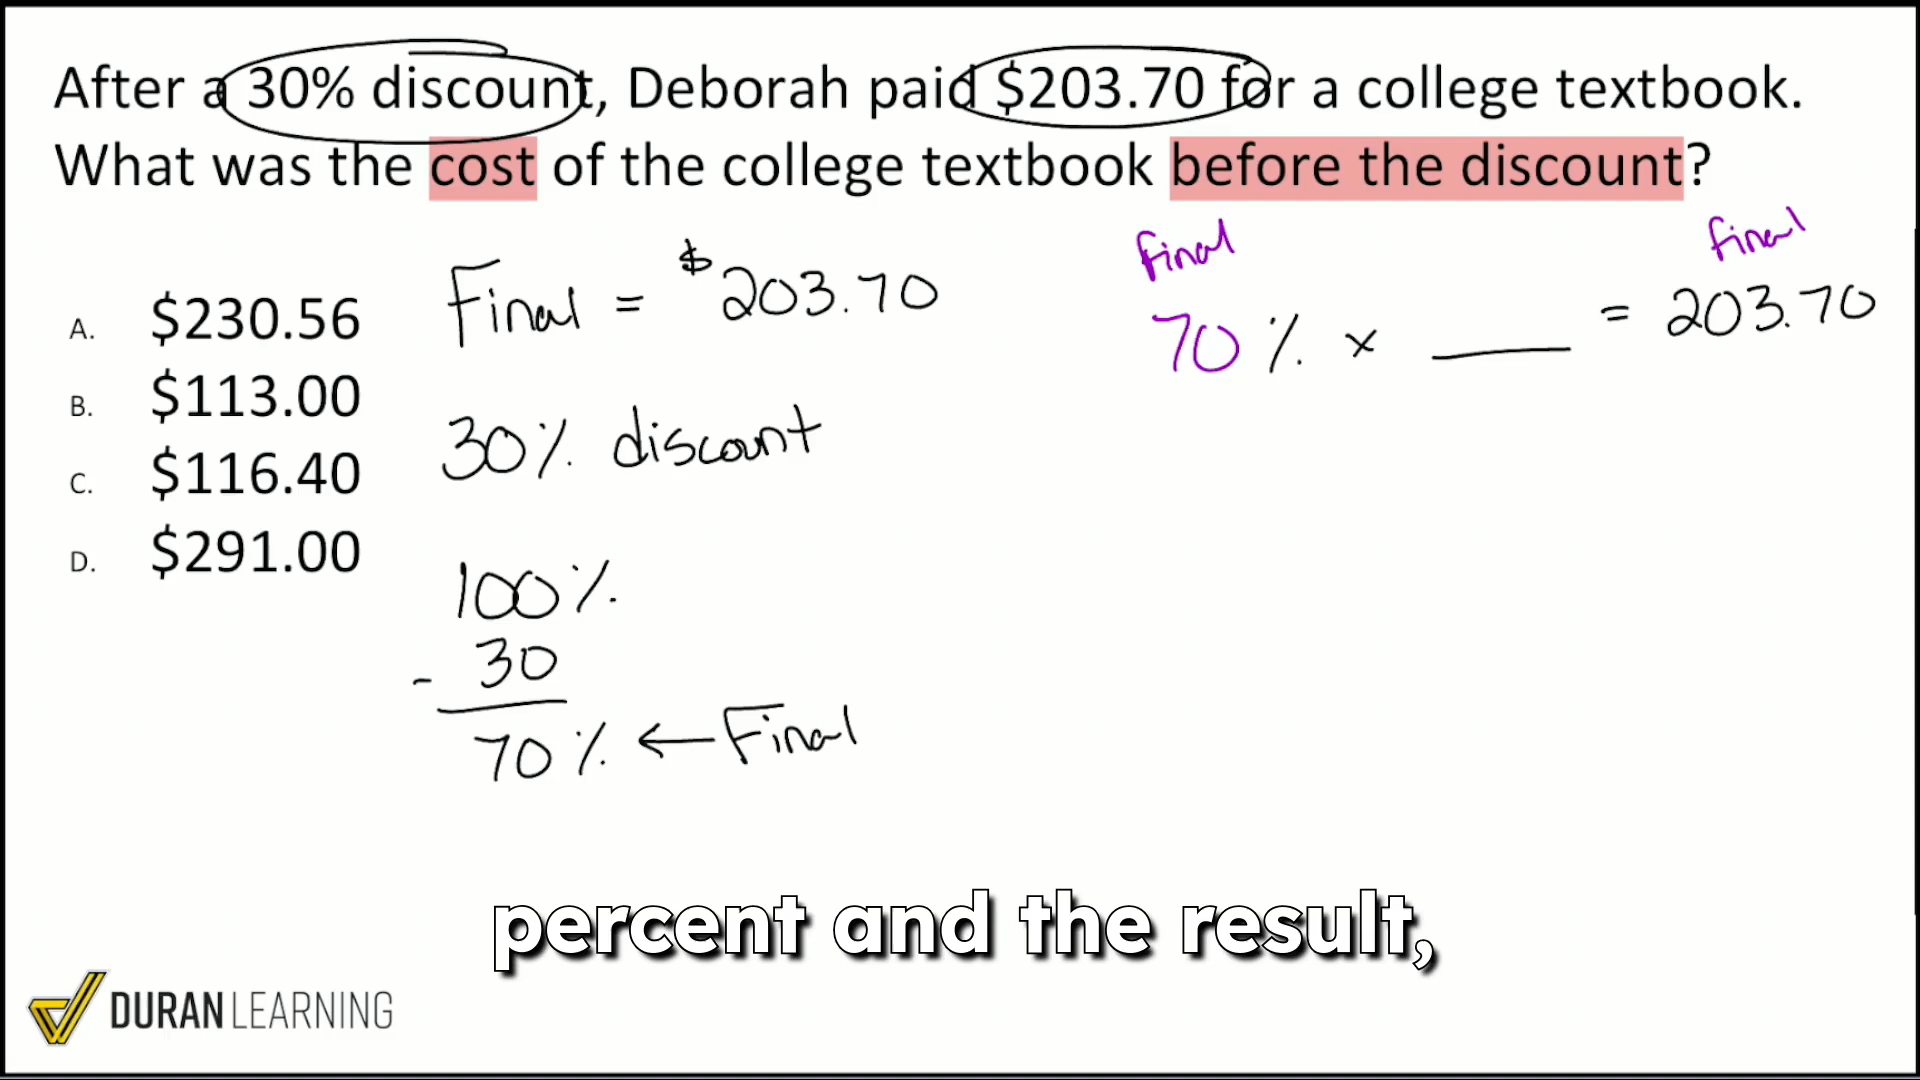 After a 30% discount, Deborah paid $203.70 for a college textbook.
What was the cost of the college textbook before the discount?
A. $230.56
B. $113.00
C. $116.40
D. $291.00
Final = $203.70
30% discount
100%
- 30
70% ← Final
final final
70% x ___ = 203.70
percent and the result,
DURAN LEARNING